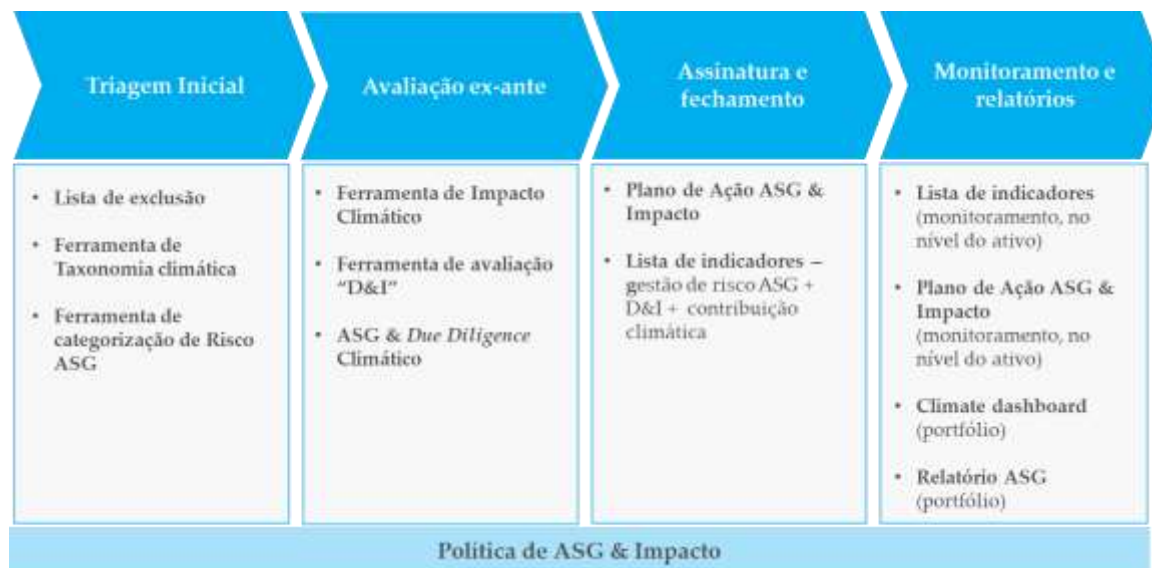 Triagem Inicial
Avaliação ex-ante
Assinatura e
fechamento
Monitoramento e
relatórios
• Lista de exclusão
• Ferramenta de
Taxonomia climática
• Ferramenta de
categorização de Risco
ASG
• Ferramenta de Impacto
Climático
• Ferramenta de avaliação
"D&I"
• ASG & Due Diligence
Climático
• Plano de Ação ASG &
Impacto
• Lista de indicadores –
gestão de risco ASG +
D&I + contribuição
climática
• Lista de indicadores
(monitoramento, no
nível do ativo)
• Plano de Ação ASG &
Impacto
(monitoramento, no
nível do ativo)
• Climate dashboard
(portfólio)
• Relatório ASG
(portfólio)
Política de ASG & Impacto